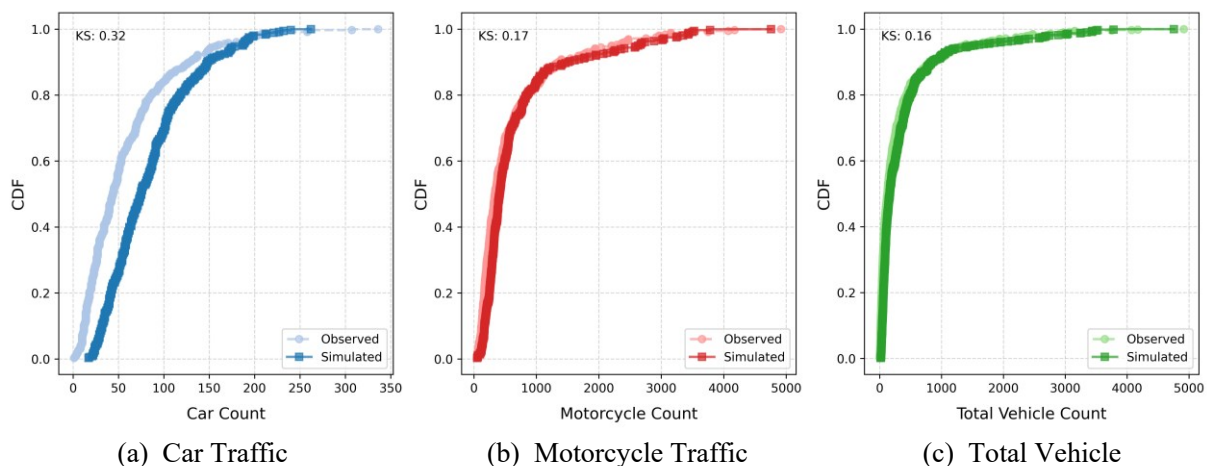 KS: 0.32
CDF
1.0
0.8
0.6
0.4
0.2
0.0
0 50 100 150 200 250 300 350
Car Count
Observed
Simulated
(a) Car Traffic
KS: 0.17
CDF
1.0
0.8
0.6
0.4
0.2
0.0
0 1000 2000 3000 4000 5000
Motorcycle Count
Observed
Simulated
(b) Motorcycle Traffic
KS: 0.16
CDF
1.0
0.8
0.6
0.4
0.2
0.0
0 1000 2000 3000 4000 5000
Total Vehicle Count
Observed
Simulated
(c) Total Vehicle